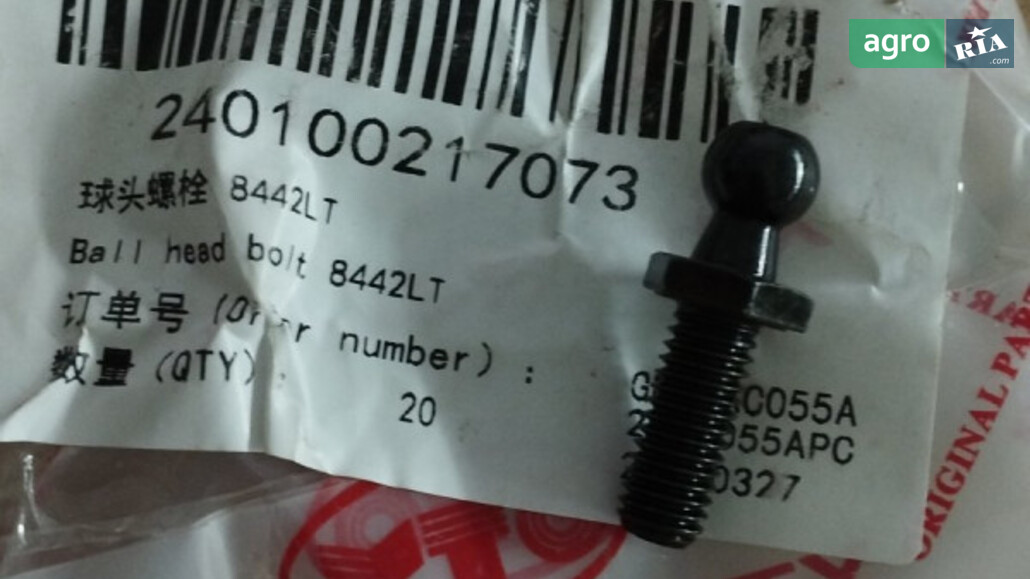 agro RIA
.com
240100217073
球头螺栓 8442LT
Ball head bolt 8442LT
订单号 ( number) :
数量 (QTY) :
20
C055A
055APC
0327
ORIGINAL